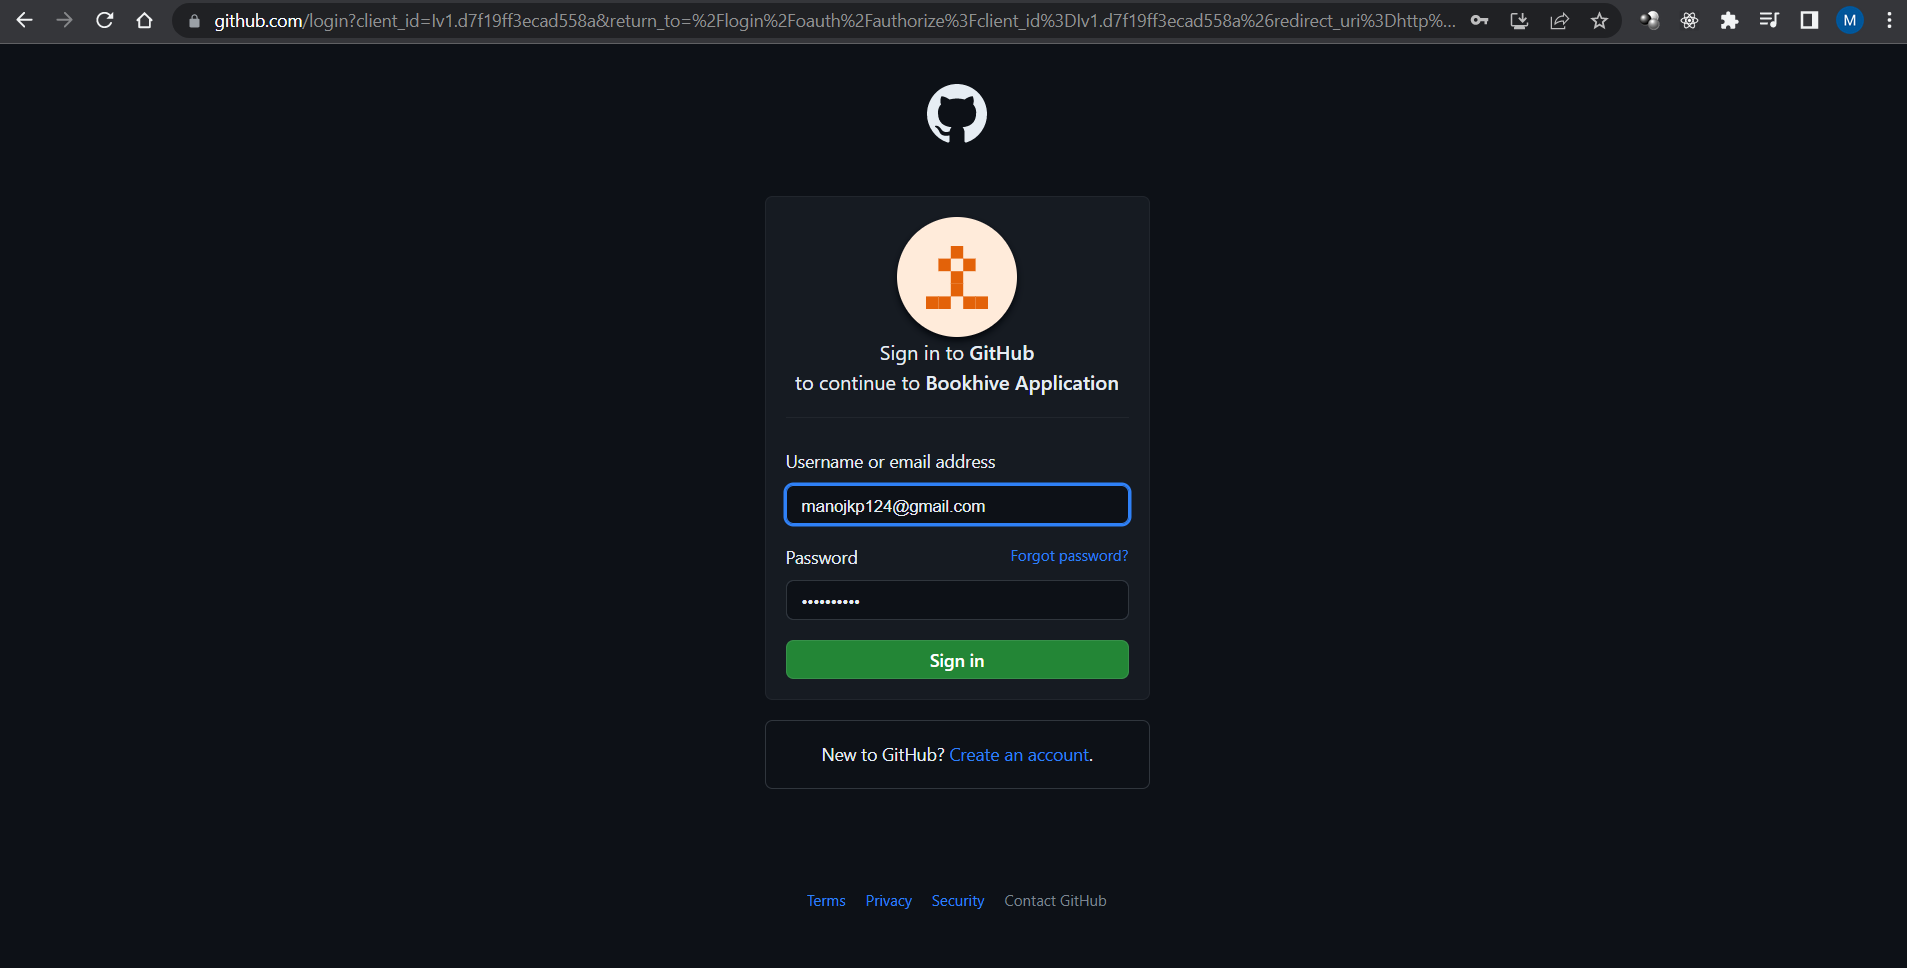 github.com/login?client_id=Iv1.d7f19ff3ecad558a&return_to=%2Flogin%2Foauth%2Fauthorize%3Fclient_id%3DIv1.d7f19ff3ecad558a%26redirect_uri%3Dhttp%...
M
Sign in to GitHub
to continue to Bookhive Application
Username or email address
manojkp124@gmail.com
Password
Forgot password?
••••••••••
Sign in
New to GitHub? Create an account.
Terms Privacy Security Contact GitHub